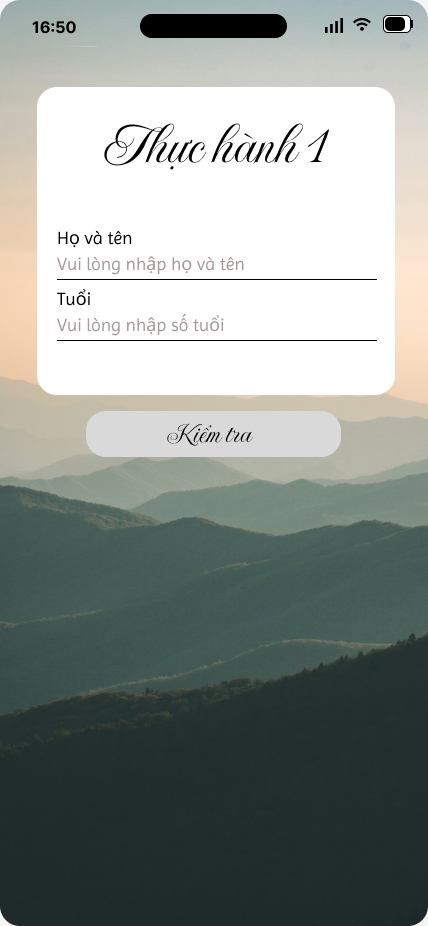 16:50
Thực hành 1
Họ và tên
Vui lòng nhập họ và tên
Tuổi
Vui lòng nhập số tuổi
Kiểm tra